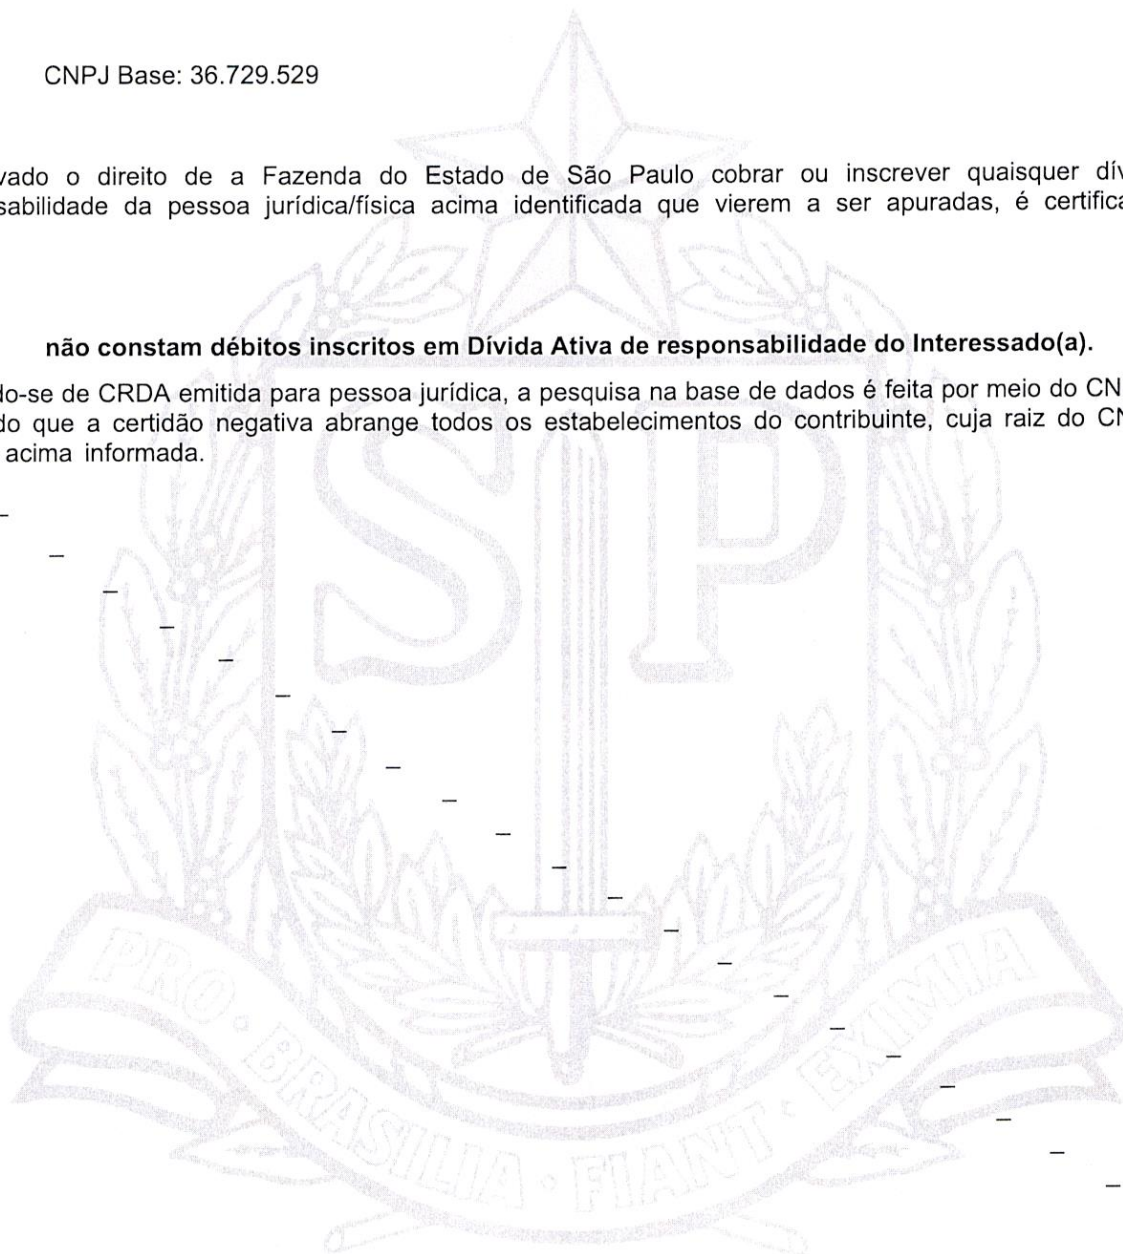 CNPJ Base: 36.729.529
vado o direito de a Fazenda do Estado de São Paulo cobrar ou inscrever quaisquer dív
sabilidade da pessoa jurídica/física acima identificada que vierem a ser apuradas, é certifica
não constam débitos inscritos em Dívida Ativa de responsabilidade do Interessado(a).
do-se de CRDA emitida para pessoa jurídica, a pesquisa na base de dados é feita por meio do CN
do que a certidão negativa abrange todos os estabelecimentos do contribuinte, cuja raiz do CN
acima informada.
SP
PRO • BRASILIA • FIANT • EXIMIA